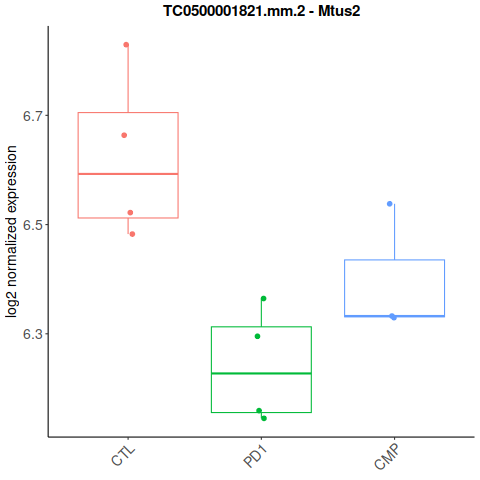 TC0500001821.mm.2 - Mtus2
log2 normalized expression
6.7
6.5
6.3
CTL
PD1
CMP